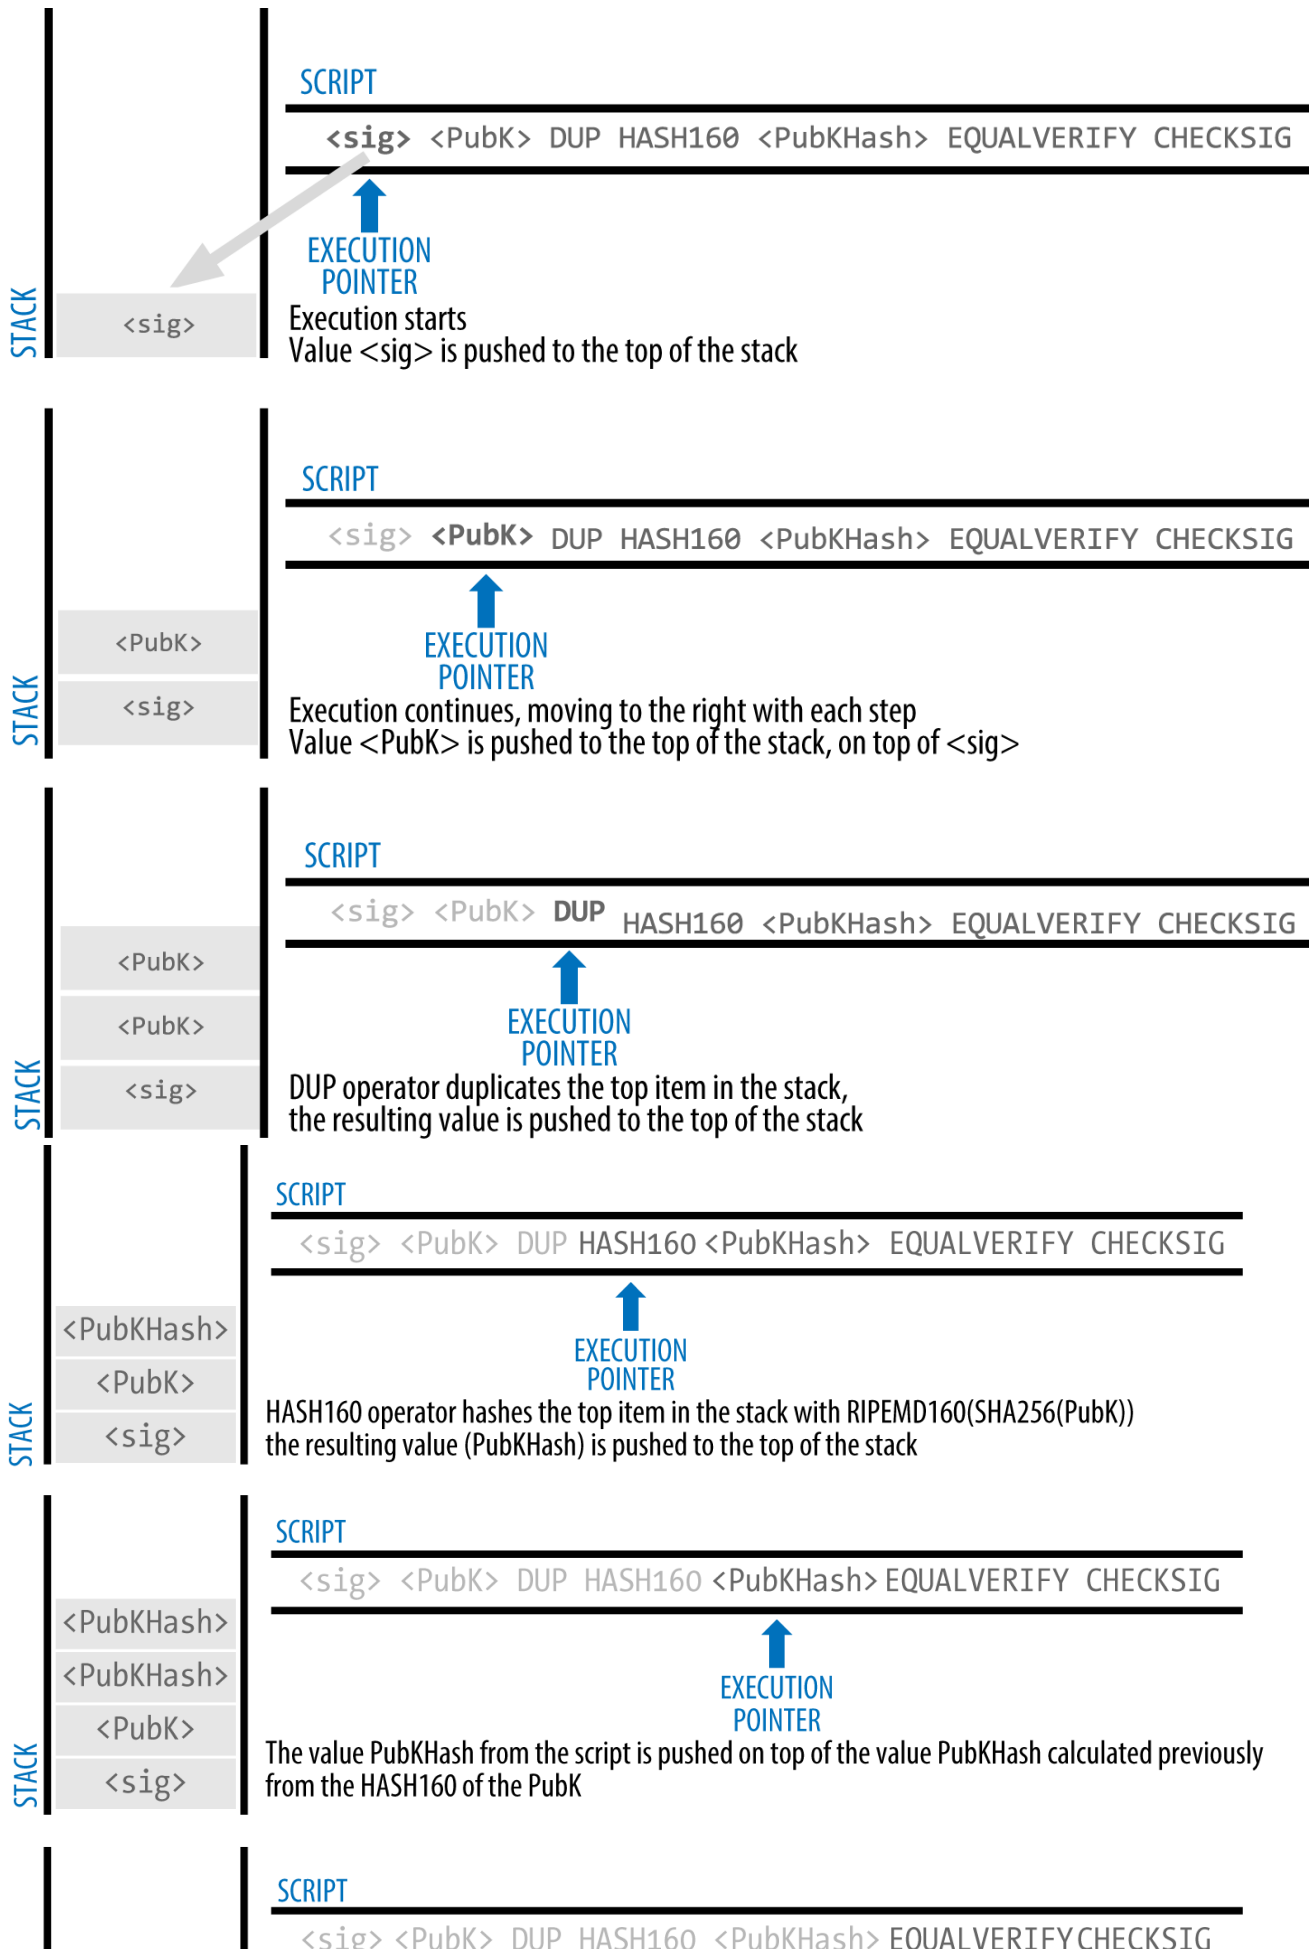 SCRIPT
<sig> <PubK> DUP HASH160 <PubKHash> EQUALVERIFY CHECKSIG
EXECUTION
POINTER
STACK
<sig>
Execution starts
Value <sig> is pushed to the top of the stack
SCRIPT
<sig> <PubK> DUP HASH160 <PubKHash> EQUALVERIFY CHECKSIG
EXECUTION
POINTER
STACK
<PubK>
<sig>
Execution continues, moving to the right with each step
Value <PubK> is pushed to the top of the stack, on top of <sig>
SCRIPT
<sig> <PubK> DUP HASH160 <PubKHash> EQUALVERIFY CHECKSIG
EXECUTION
POINTER
STACK
<PubK>
<PubK>
<sig>
DUP operator duplicates the top item in the stack,
the resulting value is pushed to the top of the stack
SCRIPT
<sig> <PubK> DUP HASH160 <PubKHash> EQUALVERIFY CHECKSIG
EXECUTION
POINTER
STACK
<PubKHash>
<PubK>
<sig>
HASH160 operator hashes the top item in the stack with RIPEMD160(SHA256(PubK))
the resulting value (PubKHash) is pushed to the top of the stack
SCRIPT
<sig> <PubK> DUP HASH160 <PubKHash> EQUALVERIFY CHECKSIG
EXECUTION
POINTER
STACK
<PubKHash>
<PubKHash>
<PubK>
<sig>
The value PubKHash from the script is pushed on top of the value PubKHash calculated previously
from the HASH160 of the PubK
SCRIPT
<sig> <PubK> DUP HASH160 <PubKHash> EQUALVERIFY CHECKSIG